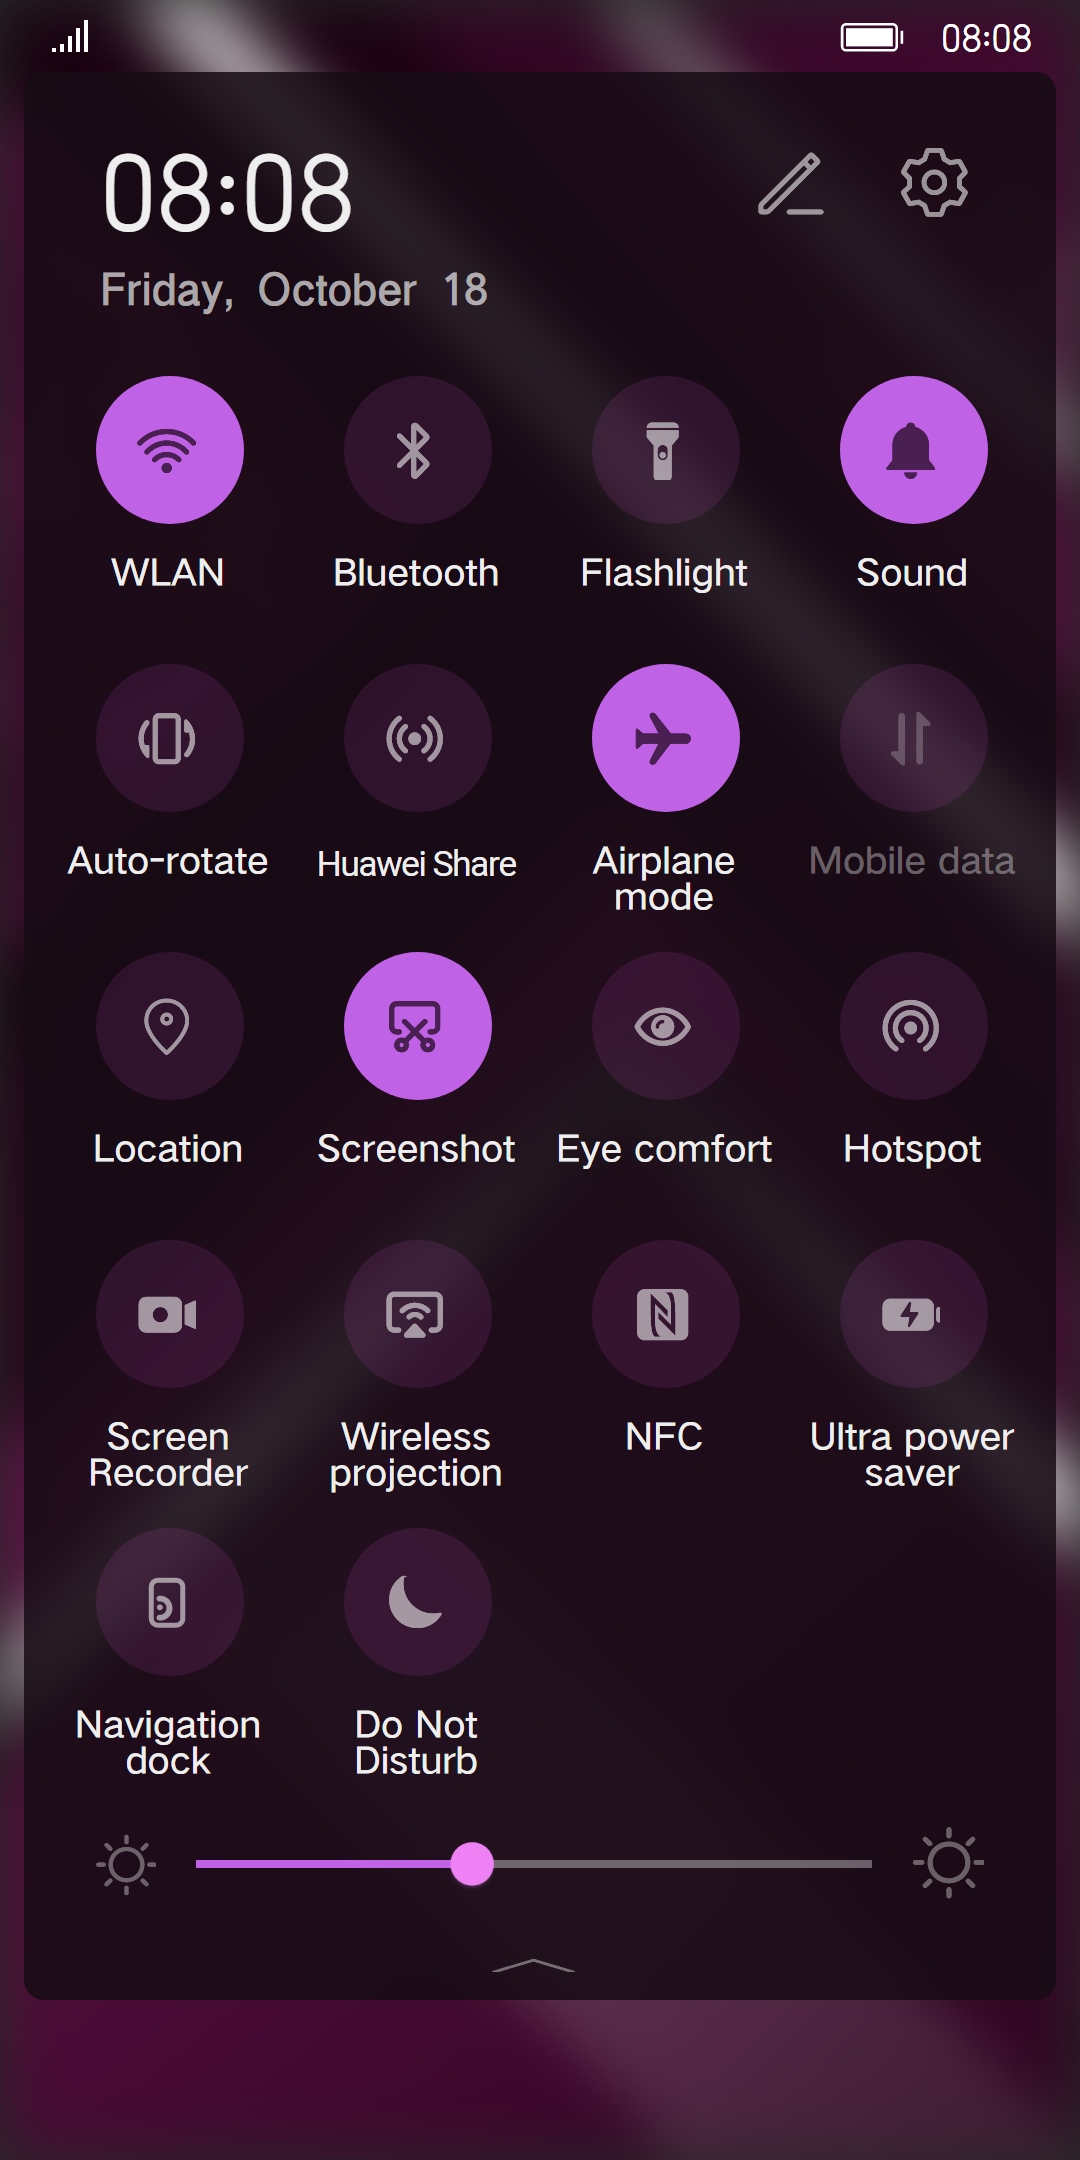 08:08
08:08
Friday, October 18
WLAN
Bluetooth
Flashlight
Sound
Auto-rotate
Huawei Share
Airplane
mode
Mobile data
Location
Screenshot
Eye comfort
Hotspot
Screen
Recorder
Wireless
projection
NFC
Ultra power
saver
Navigation
dock
Do Not
Disturb